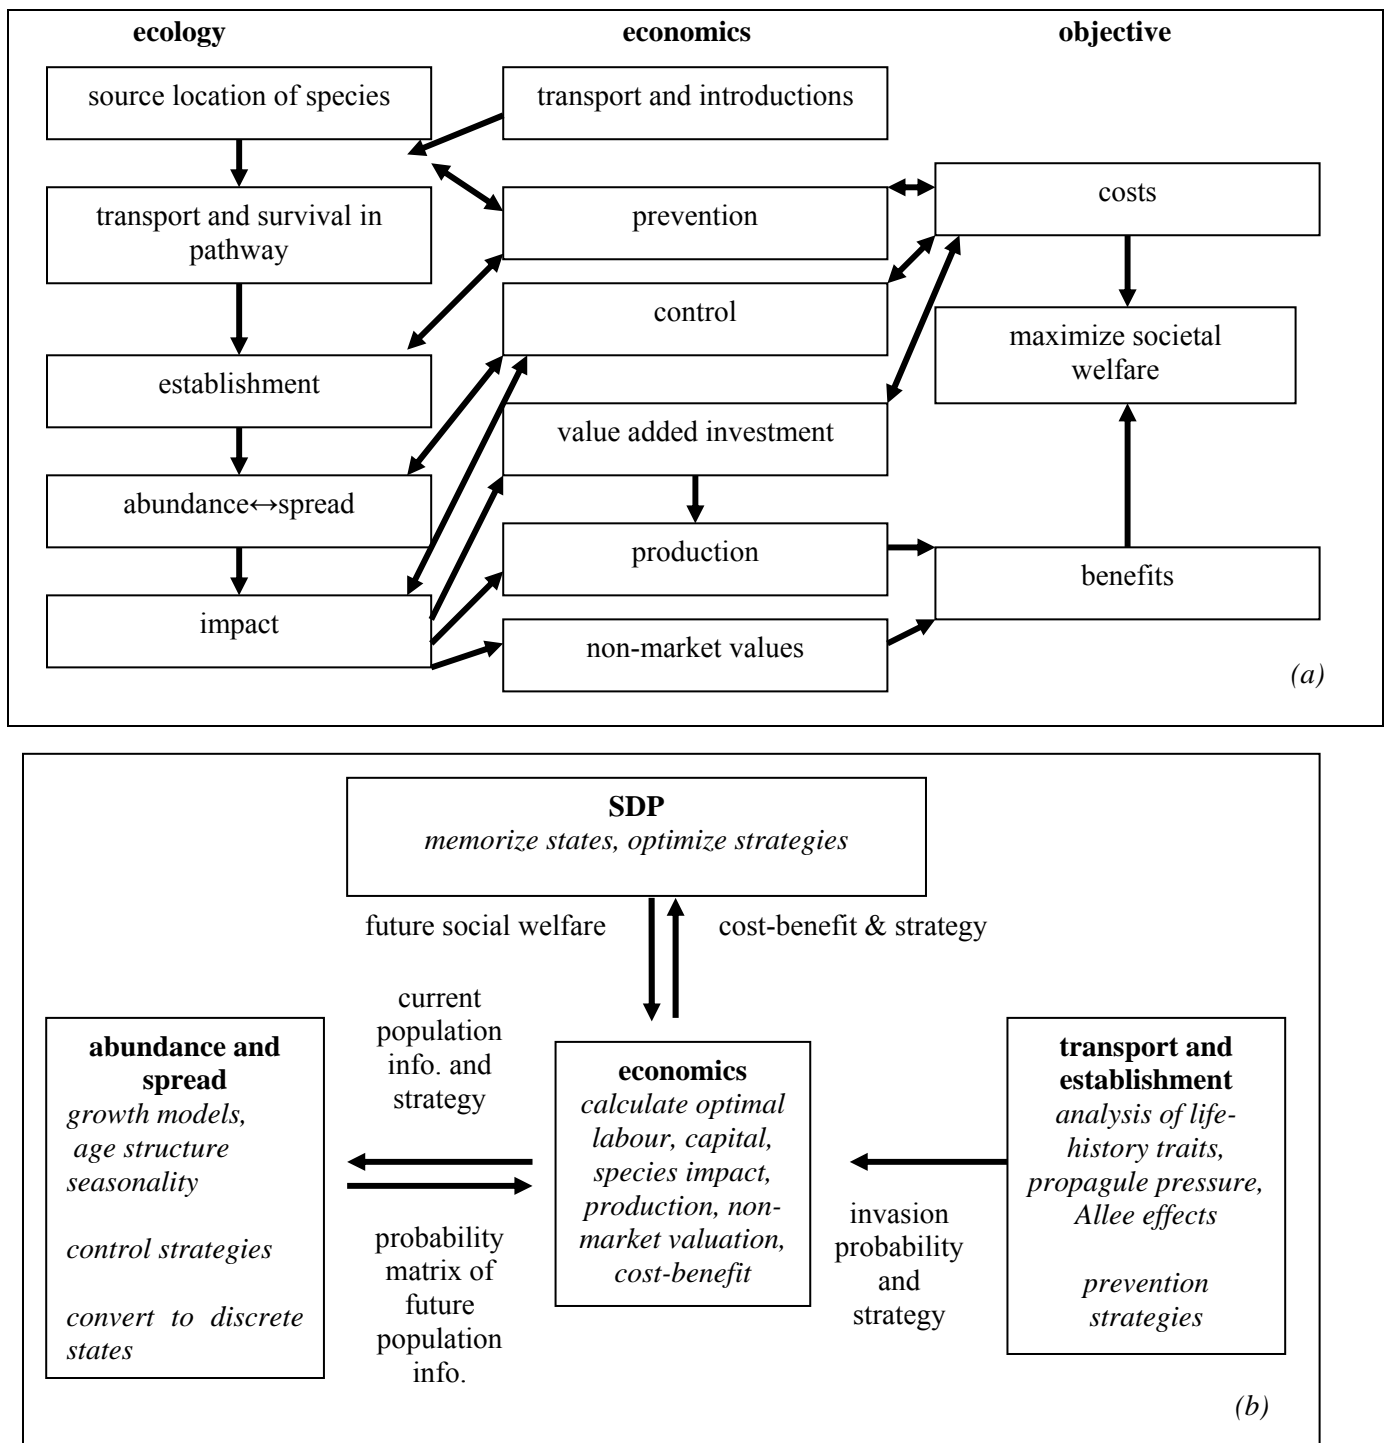 ecology
economics
objective
source location of species
transport and introductions
transport and survival in
pathway
prevention
costs
control
maximize societal
welfare
establishment
value added investment
abundance↔spread
production
benefits
impact
non-market values
(a)
SDP
memorize states, optimize strategies
future social welfare
cost-benefit & strategy
current
population
info. and
strategy
abundance and
spread
growth models,
age structure
seasonality
control strategies
convert to discrete
states
probability
matrix of
future
population
info.
economics
calculate optimal
labour, capital,
species impact,
production, non-
market valuation,
cost-benefit
invasion
probability
and
strategy
transport and
establishment
analysis of life-
history traits,
propagule pressure,
Allee effects
prevention
strategies
(b)